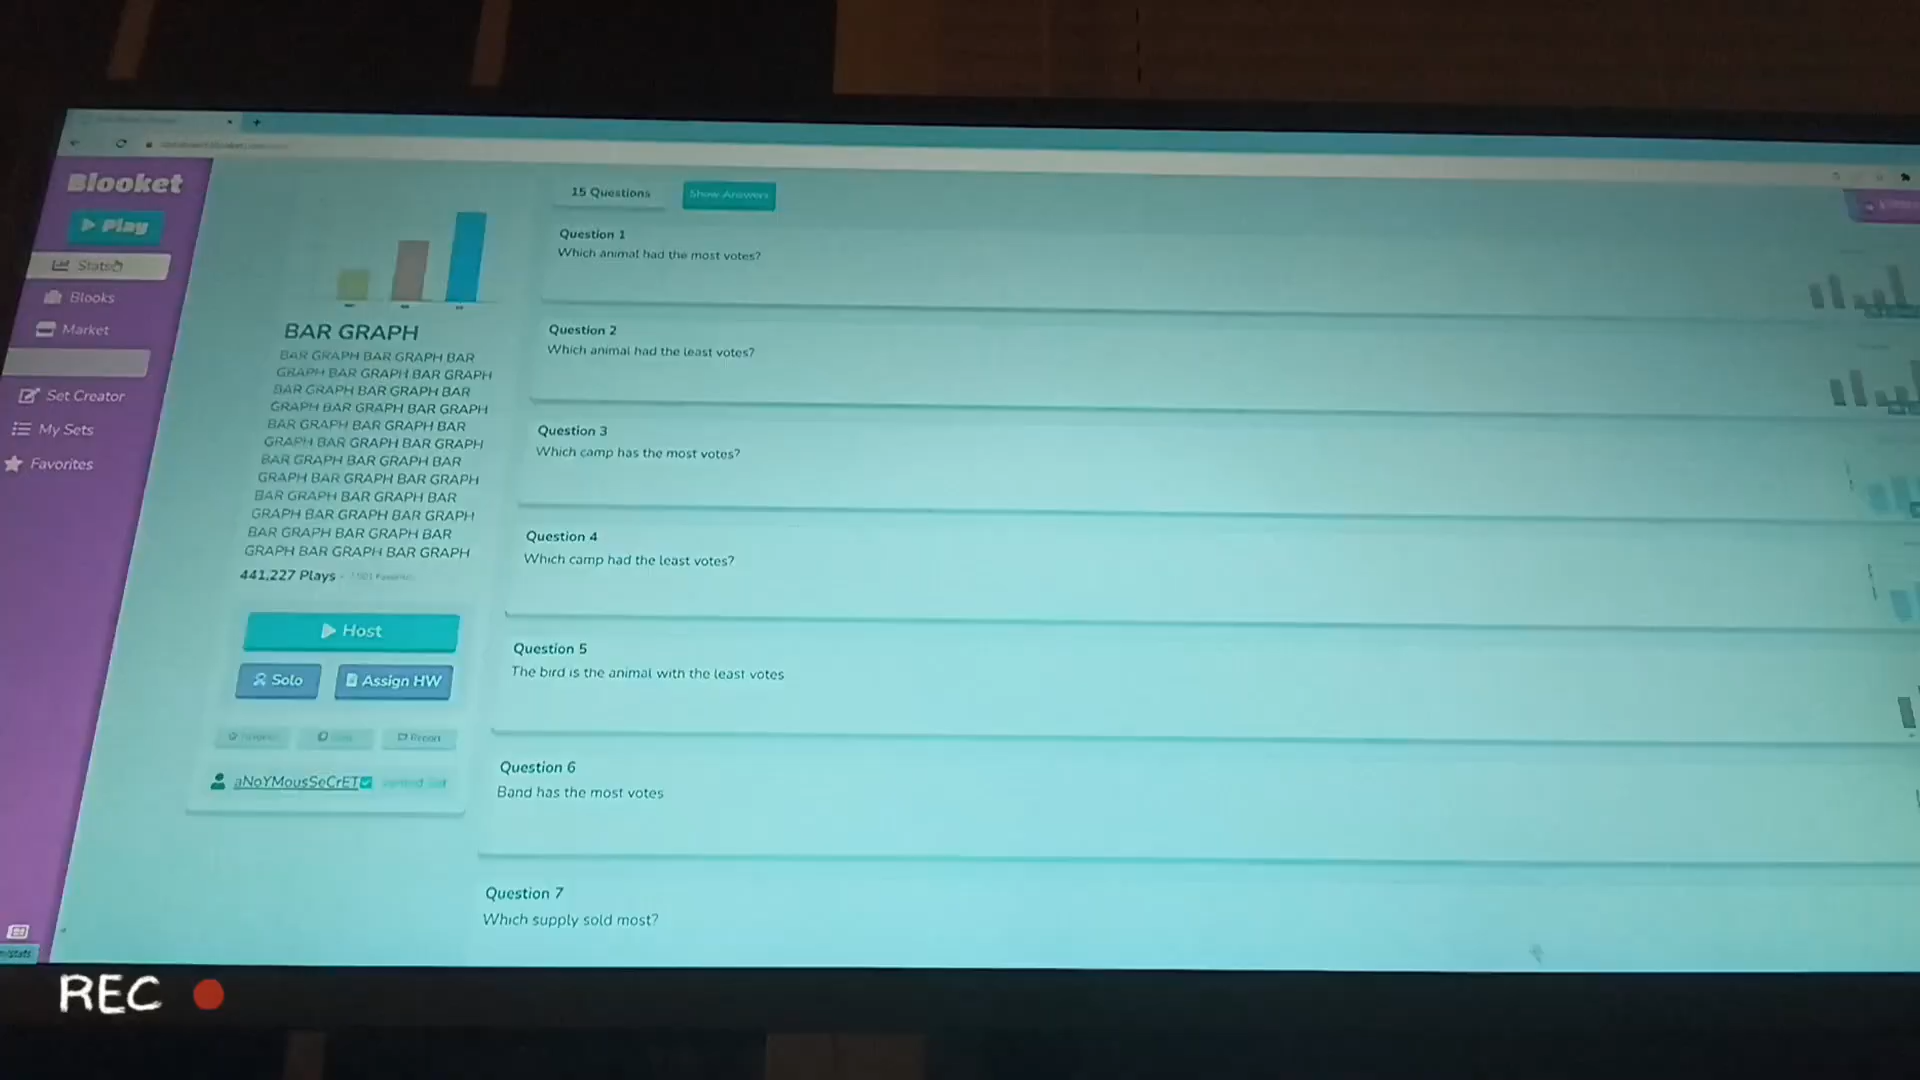 Blooket
Play
Stats
Blooks
Market
Set Creator
My Sets
Favorites
BAR GRAPH
BAR GRAPH BAR GRAPH BAR
GRAPH BAR GRAPH BAR GRAPH
BAR GRAPH BAR GRAPH BAR
GRAPH BAR GRAPH BAR GRAPH
BAR GRAPH BAR GRAPH BAR
GRAPH BAR GRAPH BAR GRAPH
BAR GRAPH BAR GRAPH BAR
GRAPH BAR GRAPH BAR GRAPH
BAR GRAPH BAR GRAPH BAR
GRAPH BAR GRAPH BAR GRAPH
BAR GRAPH BAR GRAPH BAR
GRAPH BAR GRAPH BAR GRAPH
441,227 Plays
Host
Solo
Assign HW
Report
aNoYMousSeCrET
15 Questions
Show Answers
Question 1
Which animal had the most votes?
Question 2
Which animal had the least votes?
Question 3
Which camp has the most votes?
Question 4
Which camp had the least votes?
Question 5
The bird is the animal with the least votes
Question 6
Band has the most votes
Question 7
Which supply sold most?
REC